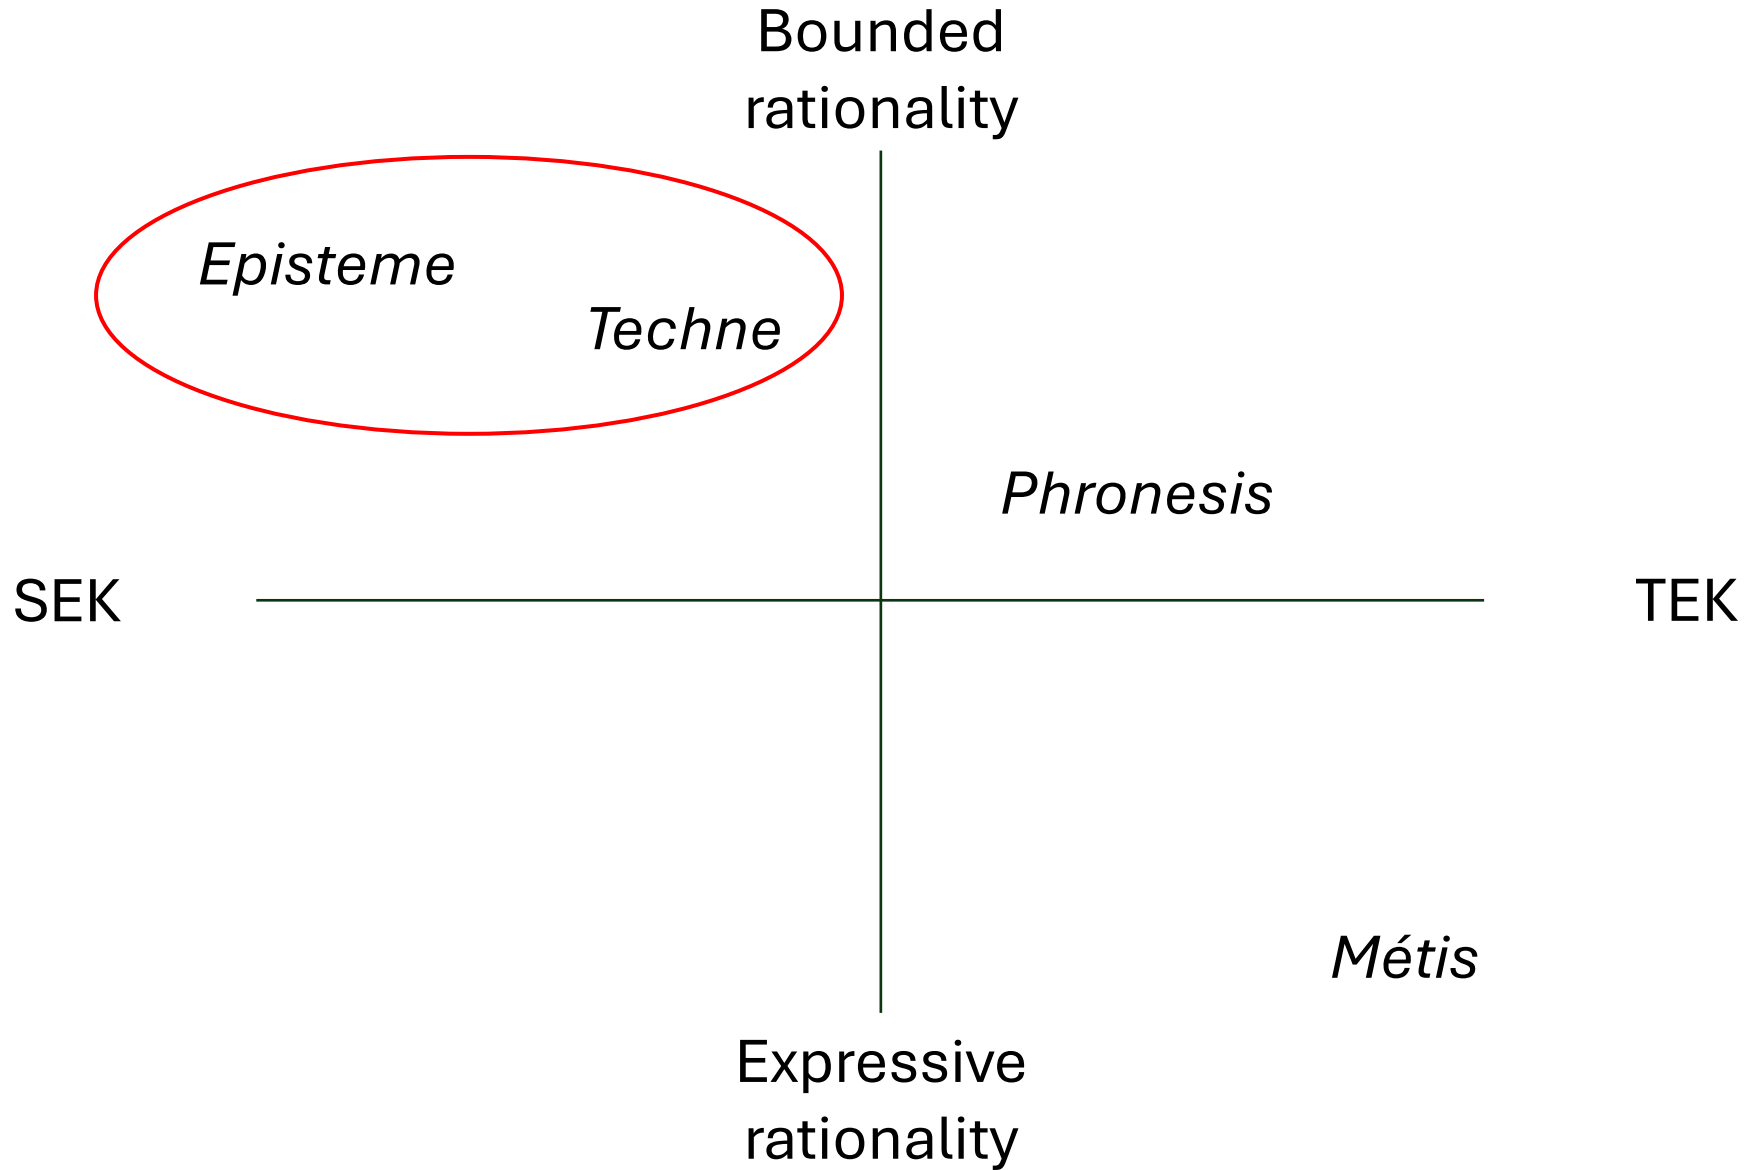 Bounded
rationality
Episteme
Techne
Phronesis
SEK
TEK
Métis
Expressive
rationality